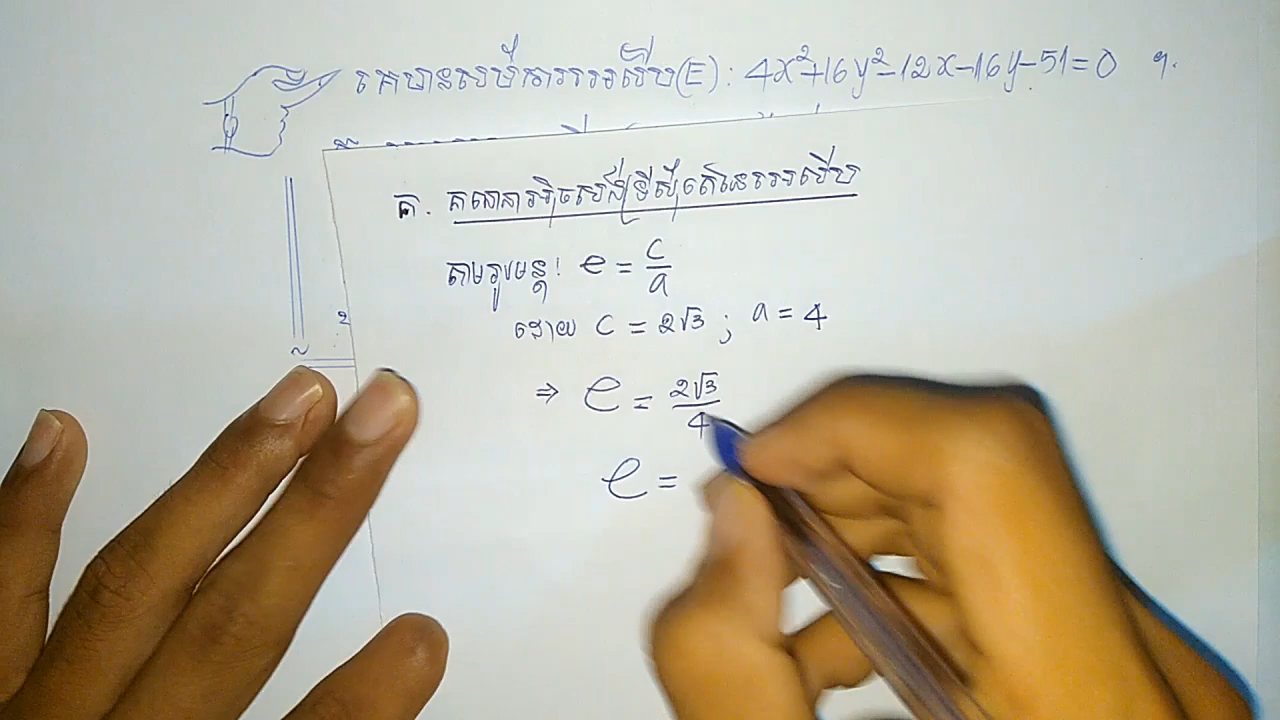 គេមានសមីការអេលីប(E): 4x²+16y²-12x-16y-51=0 ។
គ. គណនាអ៊ិចសង់ទ្រីស៊ីតេនៃអេលីប
តាមរូបមន្ត: e = c/a
ដោយ c = 2√3 ; a = 4
⇒ e = 2√3/4
e =